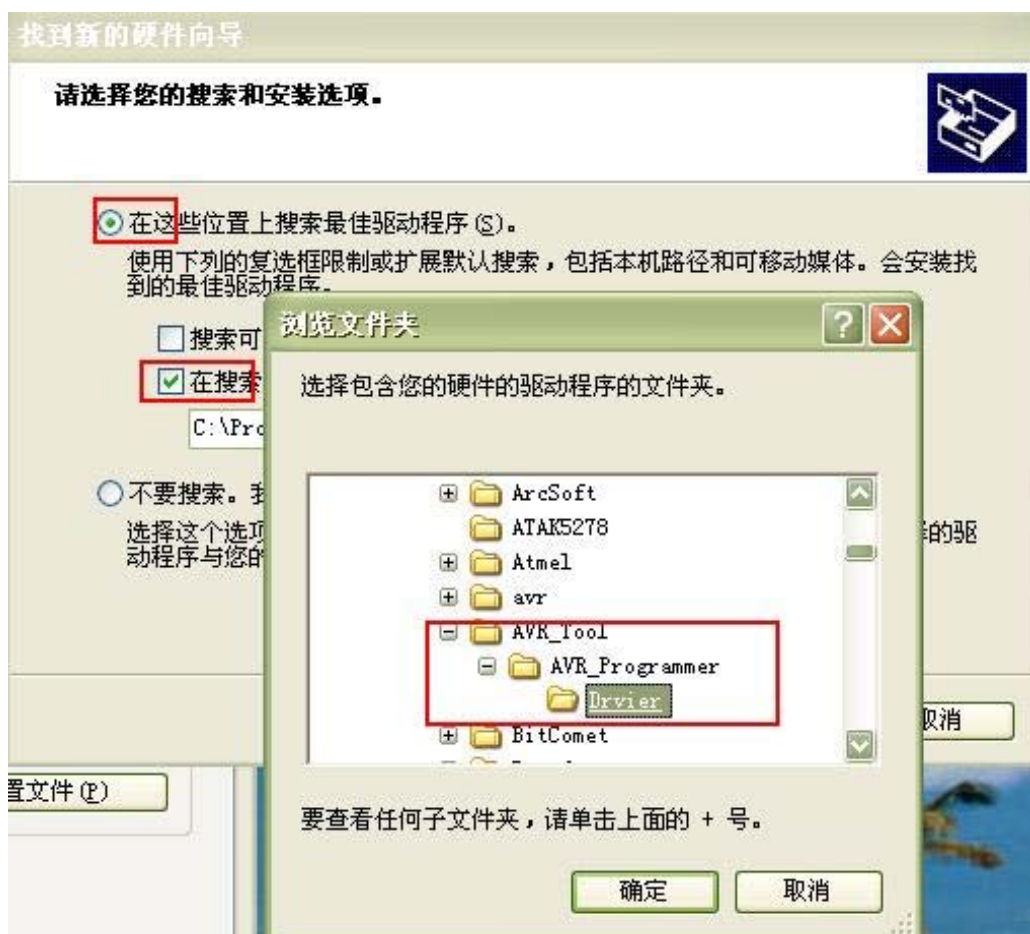 找到新的硬件向导
请选择您的搜索和安装选项。
在这些位置上搜索最佳驱动程序(S)。
使用下列的复选框限制或扩展默认搜索，包括本机路径和可移动媒体。会安装找
到的最佳驱动程序。
搜索可
在搜索
C:\Pro
不要搜索。我
选择这个选项
的驱
动程序与您的
取消
浏览文件夹
选择包含您的硬件的驱动程序的文件夹。
ArcSoft
ATAK5278
Atmel
avr
AVR_Tool
AVR_Programmer
Drvier
BitComet
要查看任何子文件夹，请单击上面的 + 号。
确定
取消
置文件(P)